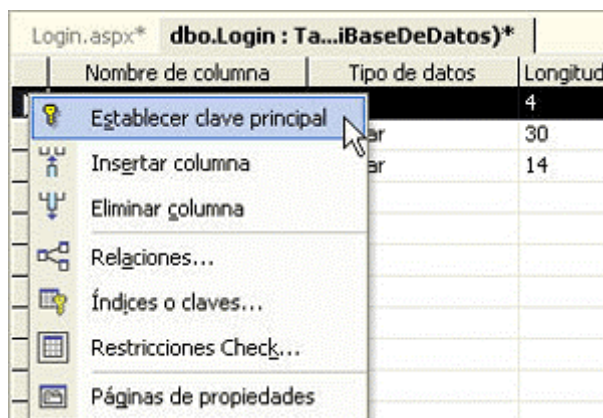 Login.aspx* dbo.Login : Ta...iBaseDeDatos)*
Nombre de columna Tipo de datos Longitud
4
Establecer clave principal
ar 30
Insertar columna ar 14
Eliminar columna
Relaciones...
Índices o claves...
Restricciones Check...
Páginas de propiedades